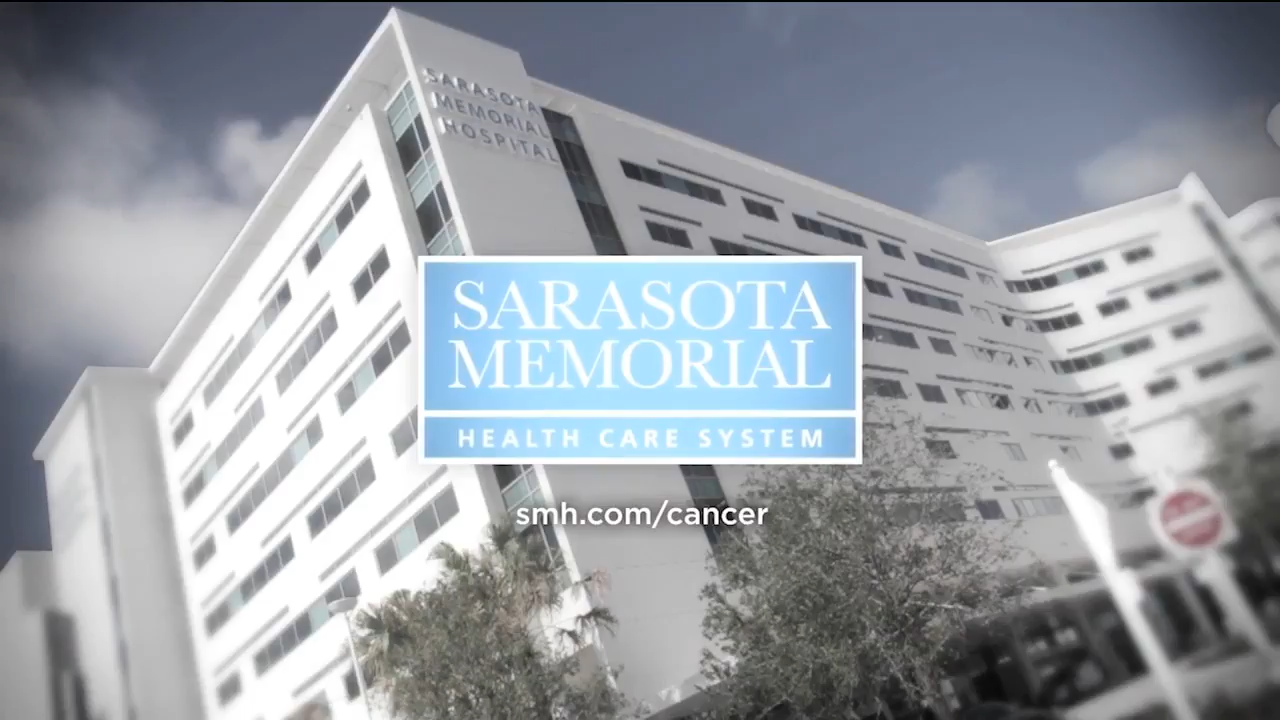 SARASOTA
MEMORIAL
HOSPITAL
SARASOTA
MEMORIAL
HEALTH CARE SYSTEM
smh.com/cancer